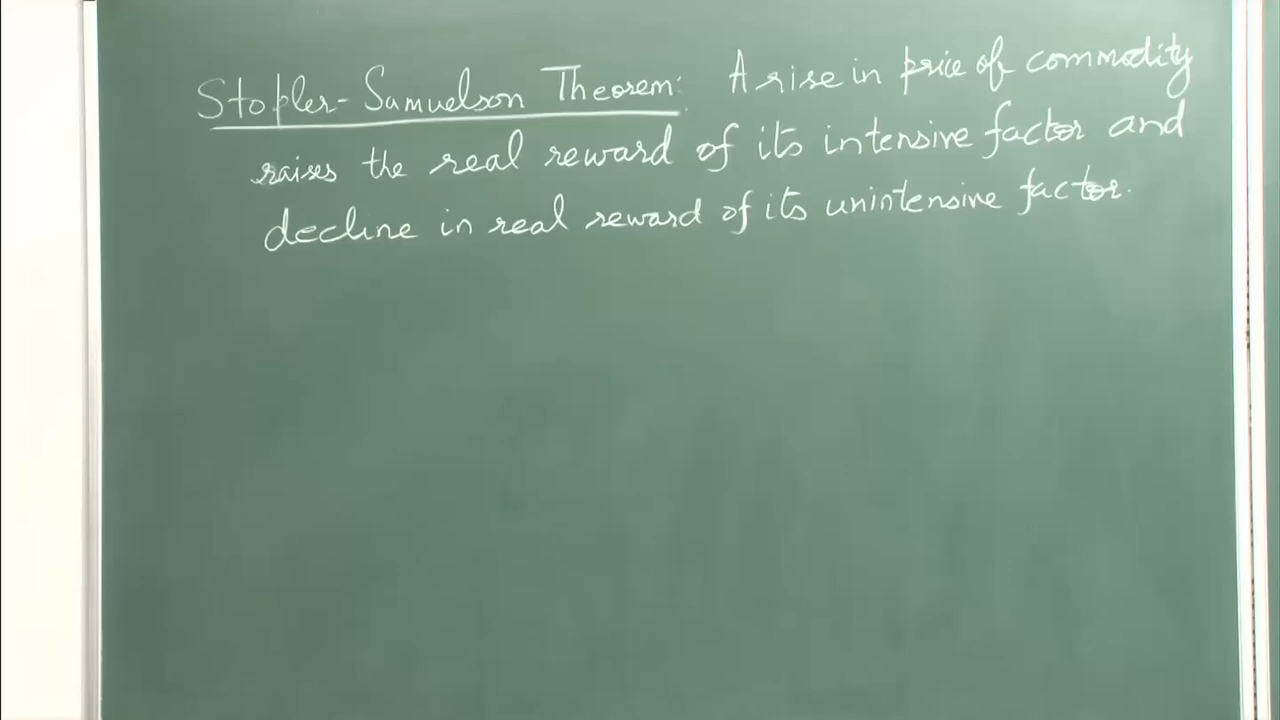 Stopler-Samuelson Theorem: A rise in price of commodity
raises the real reward of its intensive factor and
decline in real reward of its unintensive factor.